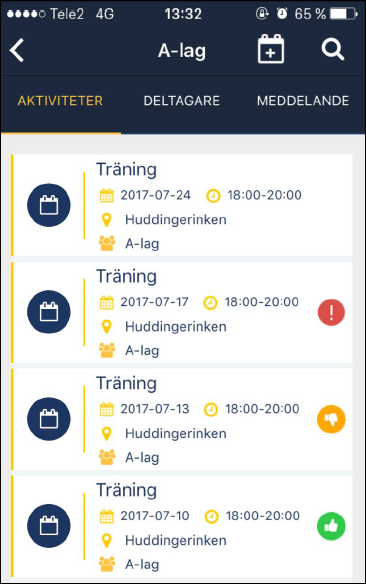 Tele2 4G 13:32 65 %
A-lag
AKTIVITETER DELTAGARE MEDDELANDE
Träning
2017-07-24 18:00-20:00
Huddingerinken
A-lag
Träning
2017-07-17 18:00-20:00
Huddingerinken
A-lag
Träning
2017-07-13 18:00-20:00
Huddingerinken
A-lag
Träning
2017-07-10 18:00-20:00
Huddingerinken
A-lag